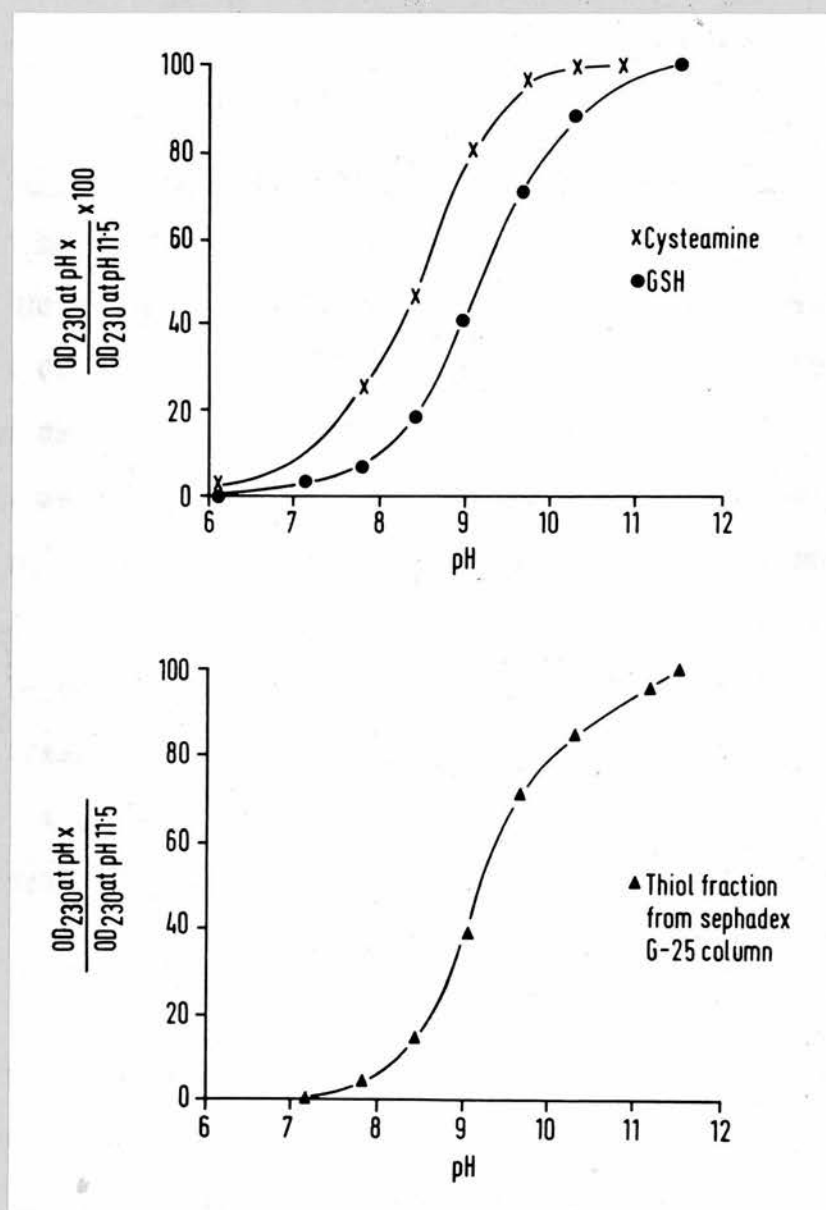 100
80
60
40
20
0
OD230 at pH x
OD230 at pH 11·5
x100
x Cysteamine
● GSH
6 7 8 9 10 11 12
pH
100
80
60
40
20
0
OD230 at pH x
OD230 at pH 11·5
▲ Thiol fraction
from sephadex
G-25 column
6 7 8 9 10 11 12
pH